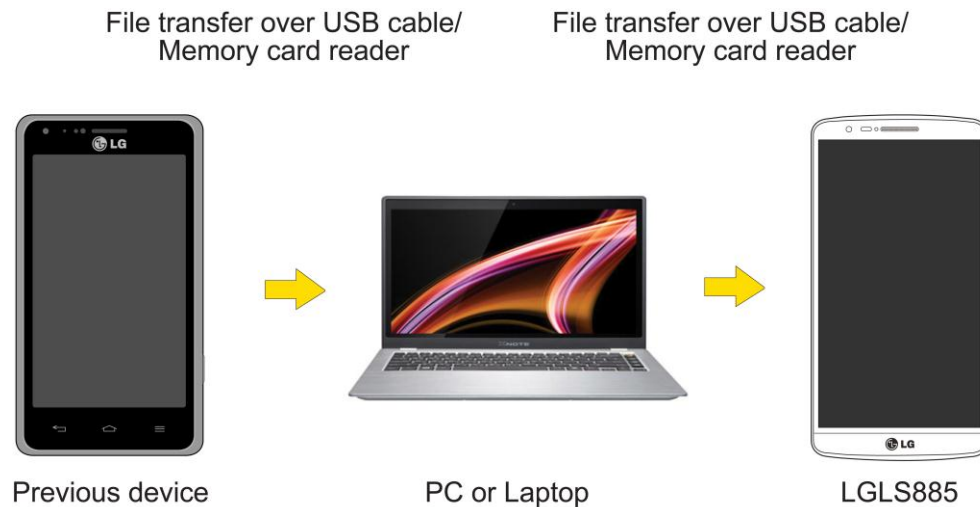 File transfer over USB cable/
Memory card reader
File transfer over USB cable/
Memory card reader
LG
XNOTE
LG
Previous device
PC or Laptop
LGLS885